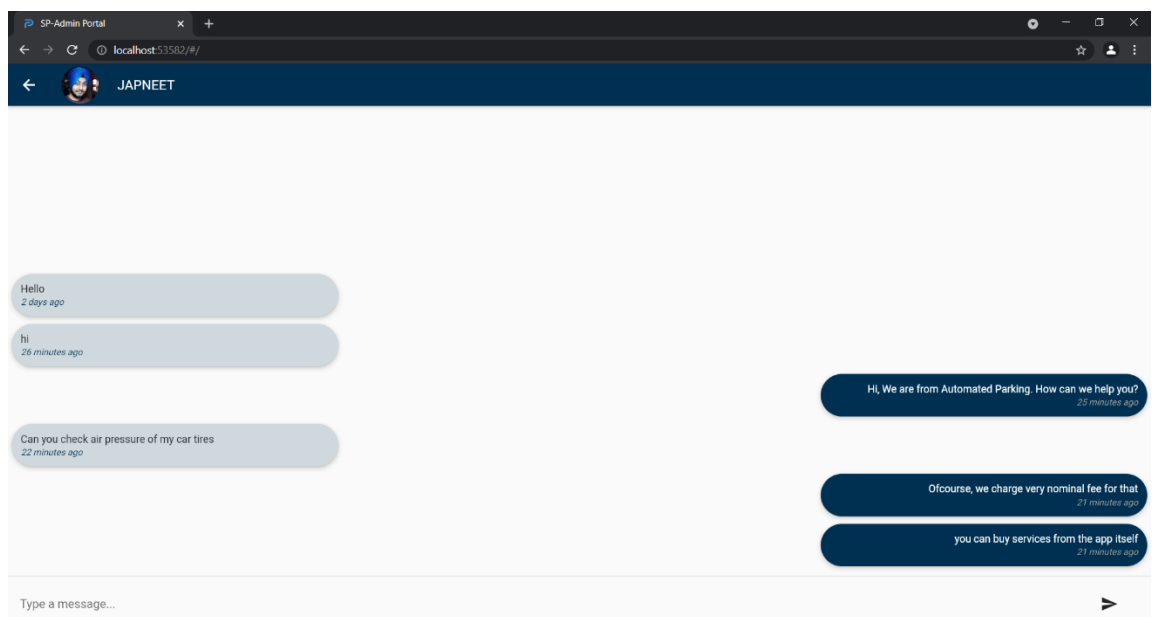 SP-Admin Portal
localhost:53582/#/
JAPNEET
Hello
2 days ago
hi
26 minutes ago
Hi, We are from Automated Parking. How can we help you?
25 minutes ago
Can you check air pressure of my car tires
22 minutes ago
Ofcourse, we charge very nominal fee for that
21 minutes ago
you can buy services from the app itself
21 minutes ago
Type a message...